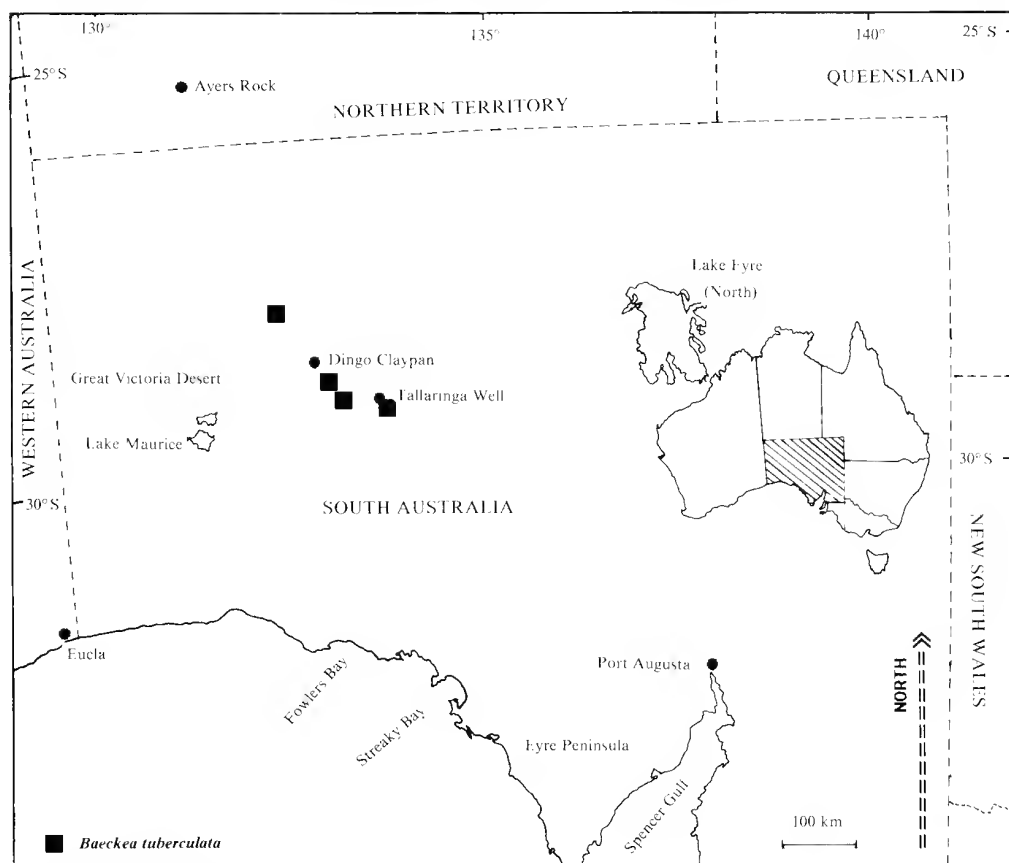 130°
135°
140°
25°S
25°S
Ayers Rock
NORTHERN TERRITORY
QUEENSLAND
WESTERN AUSTRALIA
Lake Eyre
(North)
Dingo Claypan
Great Victoria Desert
Tallaringa Well
Lake Maurice
30°S
30°S
SOUTH AUSTRALIA
NEW SOUTH WALES
Eucla
Fowlers Bay
Streaky Bay
Port Augusta
Eyre Peninsula
Spencer Gulf
NORTH
100 km
Baeckea tuberculata